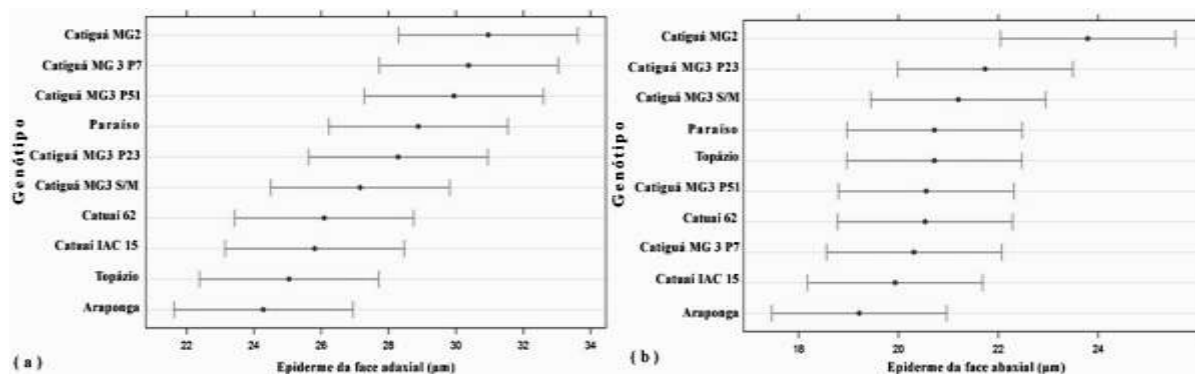 Catiguá MG2
Catiguá MG 3 P7
Catiguá MG3 P51
Paraíso
Catiguá MG3 P23
Catiguá MG3 S/M
Catuaí 62
Catuaí IAC 15
Topázio
Araponga
Genótipo
22 24 26 28 30 32 34
( a )
Epiderme da face adaxial (µm)
Catiguá MG2
Catiguá MG3 P23
Catiguá MG3 S/M
Paraíso
Topázio
Catiguá MG3 P51
Catuaí 62
Catiguá MG 3 P7
Catuaí IAC 15
Araponga
Genótipo
18 20 22 24
( b )
Epiderme da face abaxial (µm)